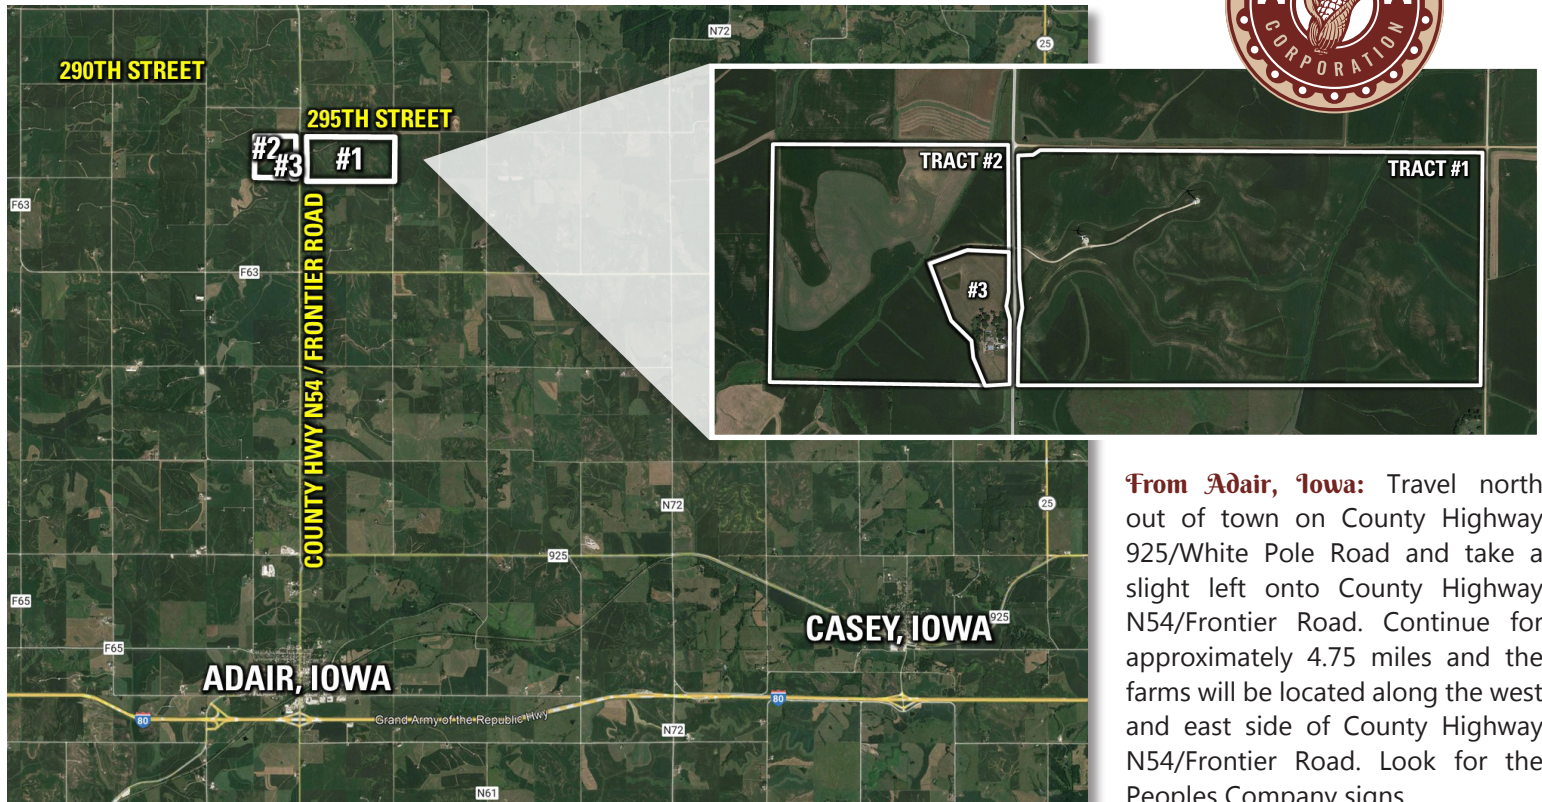 CORPORATION
N72
25
290TH STREET
295TH STREET
#2
#3
#1
TRACT #2
TRACT #1
#3
F63
F63
COUNTY HWY N54 / FRONTIER ROAD
N72
25
925
F65
F65
CASEY, IOWA
925
ADAIR, IOWA
80
80
Grand Army of the Republic Hwy
N72
N61
From Adair, Iowa: Travel north
out of town on County Highway
925/White Pole Road and take a
slight left onto County Highway
N54/Frontier Road. Continue for
approximately 4.75 miles and the
farms will be located along the west
and east side of County Highway
N54/Frontier Road. Look for the
Peoples Company signs